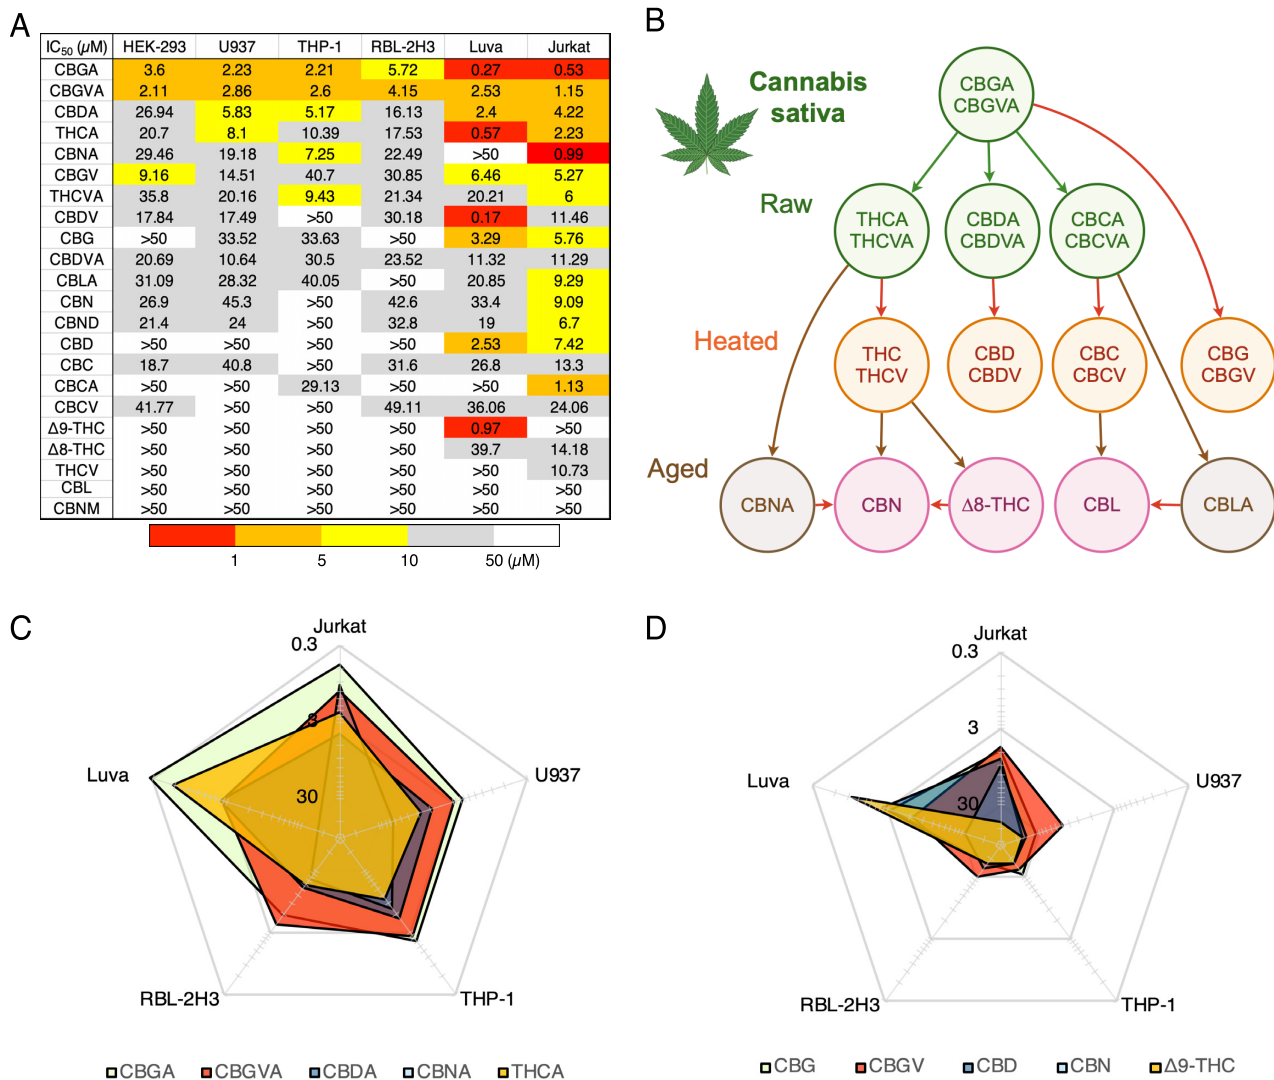 A
IC50 (µM) HEK-293 U937 THP-1 RBL-2H3 Luva Jurkat
CBGA 3.6 2.23 2.21 5.72 0.27 0.53
CBGVA 2.11 2.86 2.6 4.15 2.53 1.15
CBDA 26.94 5.83 5.17 16.13 2.4 4.22
THCA 20.7 8.1 10.39 17.53 0.57 2.23
CBNA 29.46 19.18 7.25 22.49 >50 0.99
CBGV 9.16 14.51 40.7 30.85 6.46 5.27
THCVA 35.8 20.16 9.43 21.34 20.21 6
CBDV 17.84 17.49 >50 30.18 0.17 11.46
CBG >50 33.52 33.63 >50 3.29 5.76
CBDVA 20.69 10.64 30.5 23.52 11.32 11.29
CBLA 31.09 28.32 40.05 >50 20.85 9.29
CBN 26.9 45.3 >50 42.6 33.4 9.09
CBND 21.4 24 >50 32.8 19 6.7
CBD >50 >50 >50 >50 2.53 7.42
CBC 18.7 40.8 >50 31.6 26.8 13.3
CBCA >50 >50 29.13 >50 >50 1.13
CBCV 41.77 >50 >50 49.11 36.06 24.06
Δ9-THC >50 >50 >50 >50 0.97 >50
Δ8-THC >50 >50 >50 >50 39.7 14.18
THCV >50 >50 >50 >50 >50 10.73
CBL >50 >50 >50 >50 >50 >50
CBNM >50 >50 >50 >50 >50 >50
1 5 10 50 (µM)
B
Cannabis
sativa
CBGA
CBGVA
Raw
THCA
THCVA
CBDA
CBDVA
CBCA
CBCVA
Heated
THC
THCV
CBD
CBDV
CBC
CBCV
CBG
CBGV
Aged
CBNA
CBN
Δ8-THC
CBL
CBLA
C
Jurkat
0.3
3
30
Luva
U937
RBL-2H3
THP-1
CBGA CBGVA CBDA CBNA THCA
D
Jurkat
0.3
3
30
Luva
U937
RBL-2H3
THP-1
CBG CBGV CBD CBN Δ9-THC